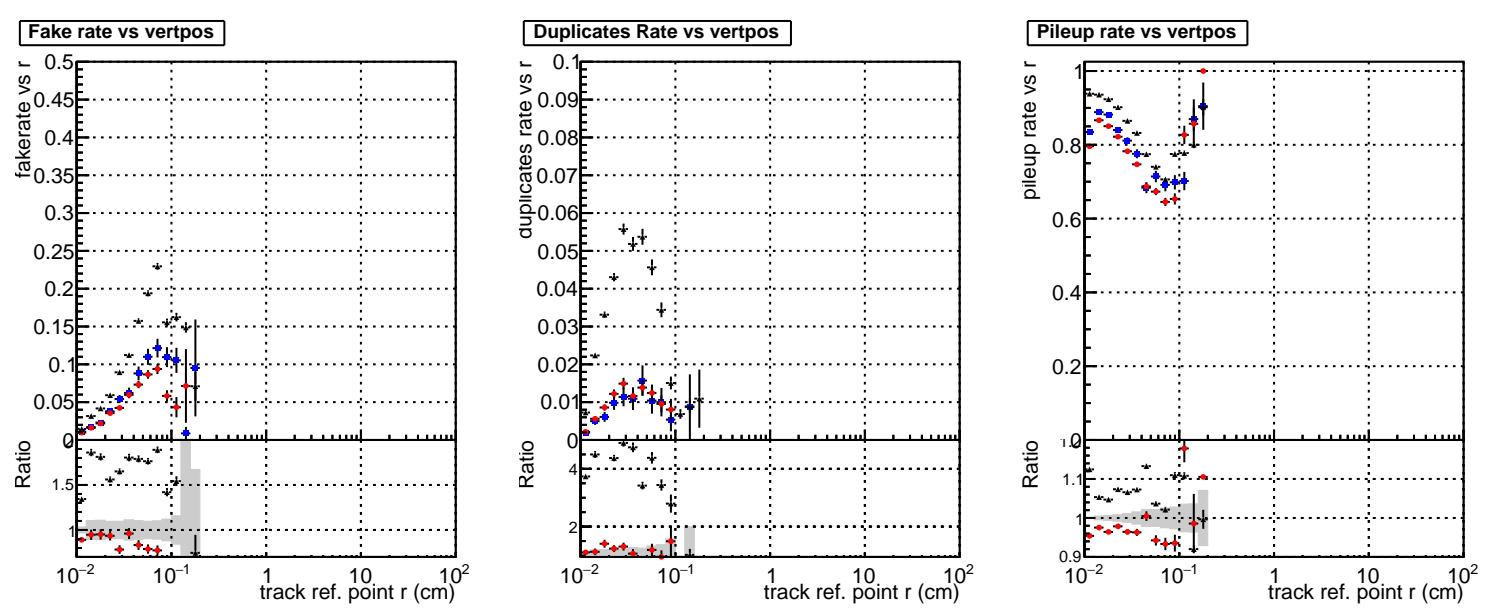 Fake rate vs vertpos
fakerate vs r
0.5
0.45
0.4
0.35
0.3
0.25
0.2
0.15
0.1
0.05
0
Ratio
1.5
1
10⁻² 10⁻¹ 1 10 10²
track ref. point r (cm)
Duplicates Rate vs vertpos
duplicates rate vs r
0.1
0.09
0.08
0.07
0.06
0.05
0.04
0.03
0.02
0.01
0
Ratio
4
2
10⁻² 10⁻¹ 1 10 10²
track ref. point r (cm)
Pileup rate vs vertpos
pileup rate vs r
1
0.8
0.6
0.4
0.2
0
Ratio
1.1
1
0.9
10⁻² 10⁻¹ 1 10 10²
track ref. point r (cm)